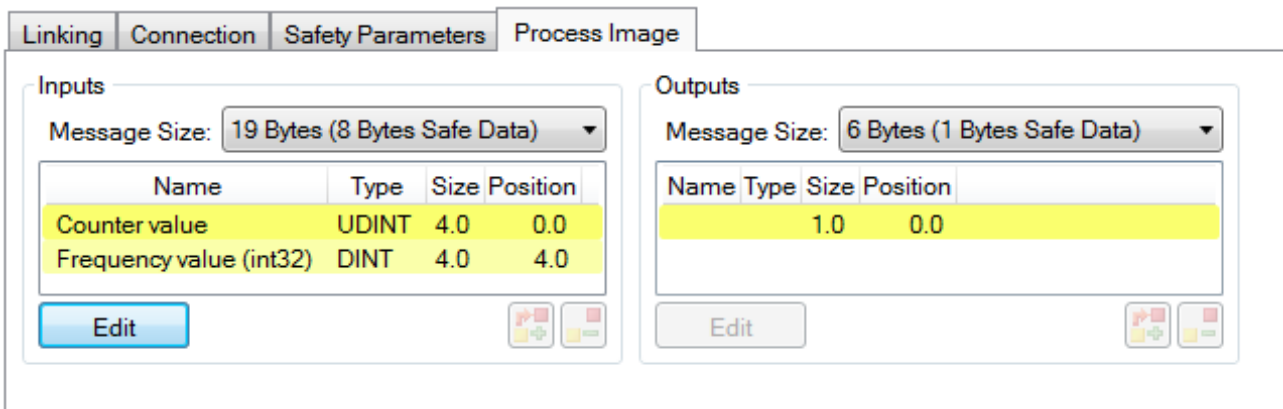 Linking Connection Safety Parameters Process Image
Inputs
Message Size: 19 Bytes (8 Bytes Safe Data)
Name Type Size Position
Counter value UDINT 4.0 0.0
Frequency value (int32) DINT 4.0 4.0
Edit
Outputs
Message Size: 6 Bytes (1 Bytes Safe Data)
Name Type Size Position
1.0 0.0
Edit